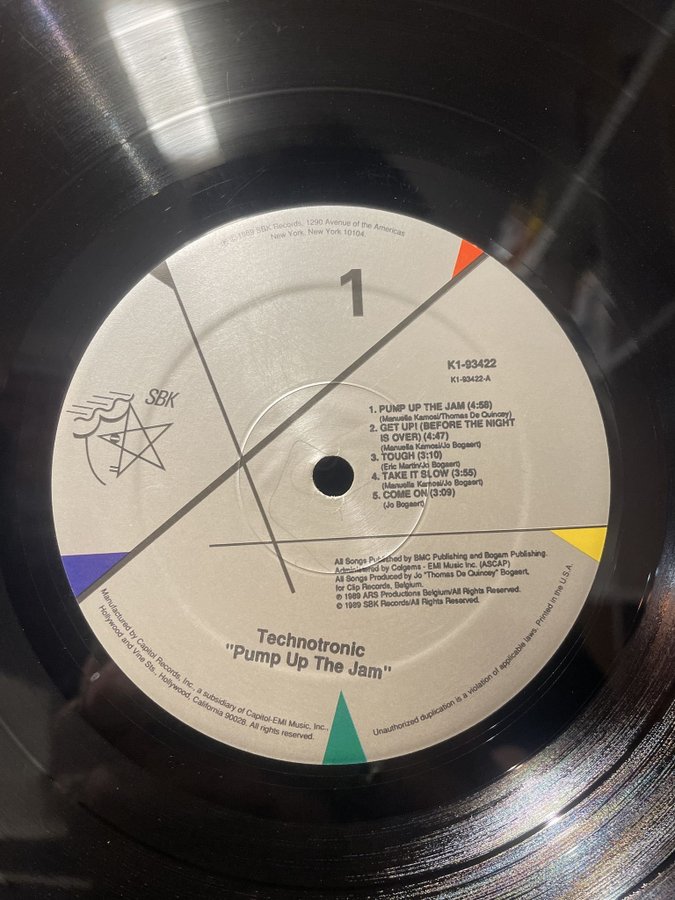 ℗ © 1989 SBK Records, 1290 Avenue of the Americas
New York, New York 10104.
1
SBK
K1-93422
K1-93422-A
1. PUMP UP THE JAM (4:58)
(Manuella Kamosi/Thomas De Quincey)
2. GET UP! (BEFORE THE NIGHT
IS OVER) (4:47)
(Manuella Kamosi/Jo Bogaert)
3. TOUGH (3:10)
(Eric Martin/Jo Bogaert)
4. TAKE IT SLOW (3:55)
(Manuella Kamosi/Jo Bogaert)
5. COME ON (3:09)
(Jo Bogaert)
All Songs Published by BMC Publishing and Bogam Publishing.
Administered by Colgems - EMI Music Inc. (ASCAP)
All Songs Produced by Jo "Thomas De Quincey" Bogaert,
for Clip Records, Belgium.
℗ 1989 ARS Productions Belgium/All Rights Reserved.
© 1989 SBK Records/All Rights Reserved.
Technotronic
"Pump Up The Jam"
Manufactured by Capitol Records, Inc., a subsidiary of Capitol-EMI Music, Inc.,
Hollywood and Vine Sts., Hollywood, California 90028. All rights reserved.
Unauthorized duplication is a violation of applicable laws. Printed in the U.S.A.